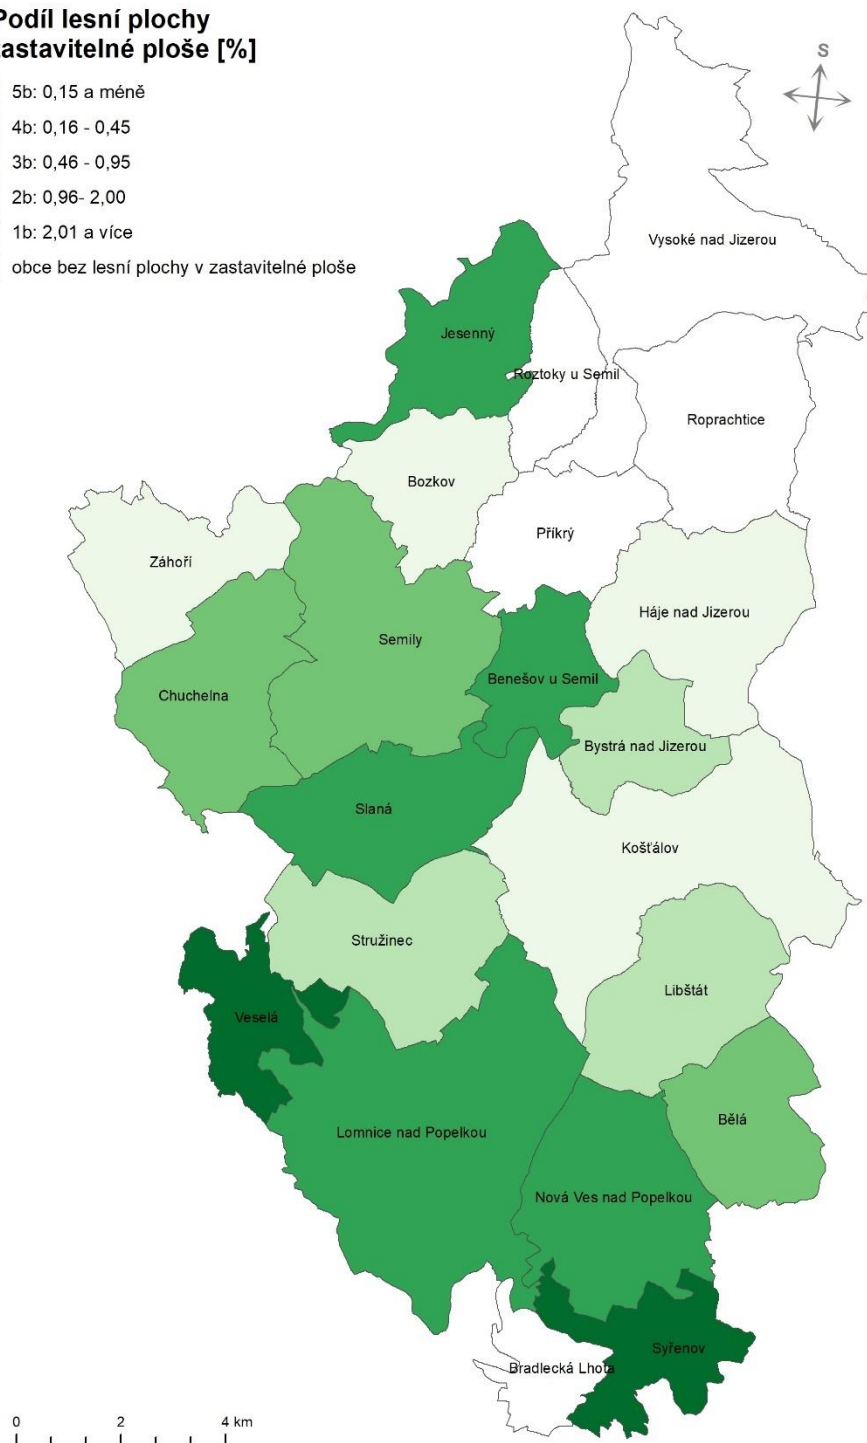 Podíl lesní plochy
zastavitelné ploše [%]
5b: 0,15 a méně
4b: 0,16 - 0,45
3b: 0,46 - 0,95
2b: 0,96- 2,00
1b: 2,01 a více
obce bez lesní plochy v zastavitelné ploše
S
Vysoké nad Jizerou
Jesenný
Roztoky u Semil
Roprachtice
Bozkov
Příkrý
Záhoří
Háje nad Jizerou
Semily
Benešov u Semil
Chuchelna
Bystrá nad Jizerou
Slaná
Košťálov
Stružinec
Libštát
Veselá
Bělá
Lomnice nad Popelkou
Nová Ves nad Popelkou
Syřenov
Bradlecká Lhota
0 2 4 km